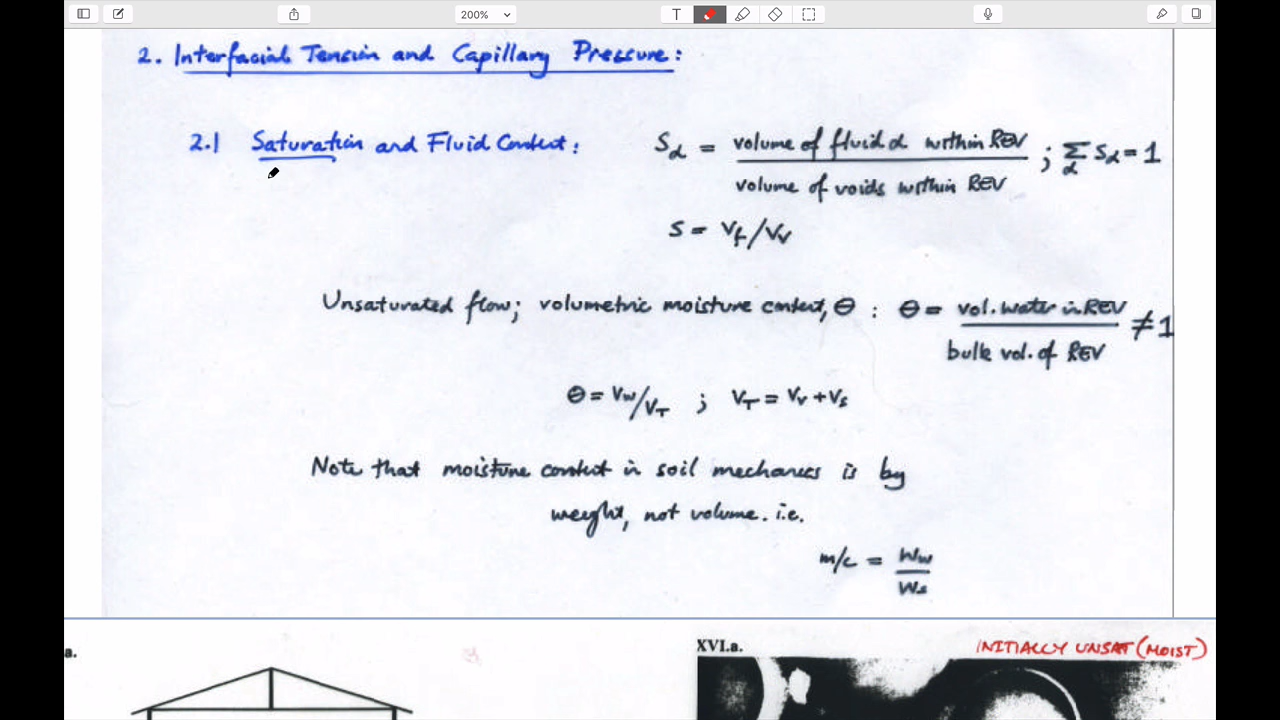 200%
T
2. Interfacial Tension and Capillary Pressure:
2.1 Saturation and Fluid Content: Sα = volume of fluid α within REV / volume of voids within REV ; Σα Sα = 1
S = Vf/Vv
Unsaturated flow; volumetric moisture content, θ : θ = vol. water in REV / bulk vol. of REV ≠ 1
θ = Vw/VT ; VT = Vv + Vs
Note that moisture content in soil mechanics is by
weight, not volume. i.e.
m/c = Ww / Ws
a.
XVI.a.
INITIALLY UNSAT (MOIST)